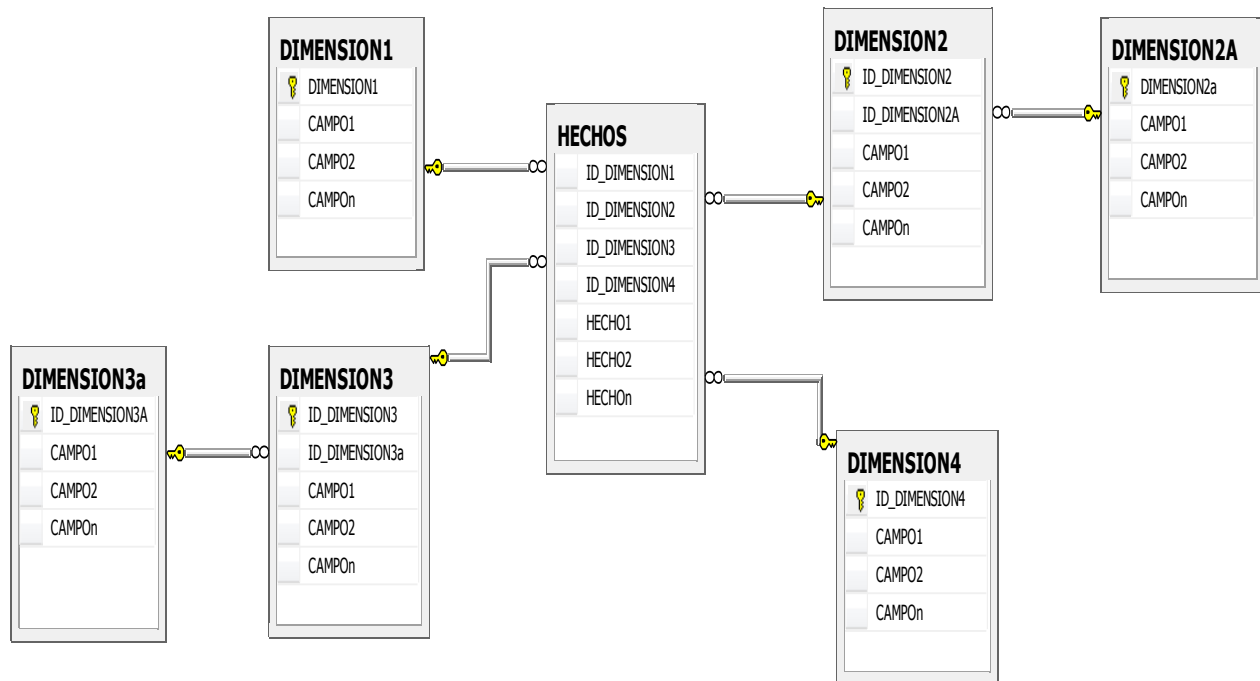 DIMENSION1
DIMENSION1
CAMPO1
CAMPO2
CAMPOn
HECHOS
ID_DIMENSION1
ID_DIMENSION2
ID_DIMENSION3
ID_DIMENSION4
HECHO1
HECHO2
HECHOn
DIMENSION2
ID_DIMENSION2
ID_DIMENSION2A
CAMPO1
CAMPO2
CAMPOn
DIMENSION2A
DIMENSION2a
CAMPO1
CAMPO2
CAMPOn
DIMENSION3a
ID_DIMENSION3A
CAMPO1
CAMPO2
CAMPOn
DIMENSION3
ID_DIMENSION3
ID_DIMENSION3a
CAMPO1
CAMPO2
CAMPOn
DIMENSION4
ID_DIMENSION4
CAMPO1
CAMPO2
CAMPOn